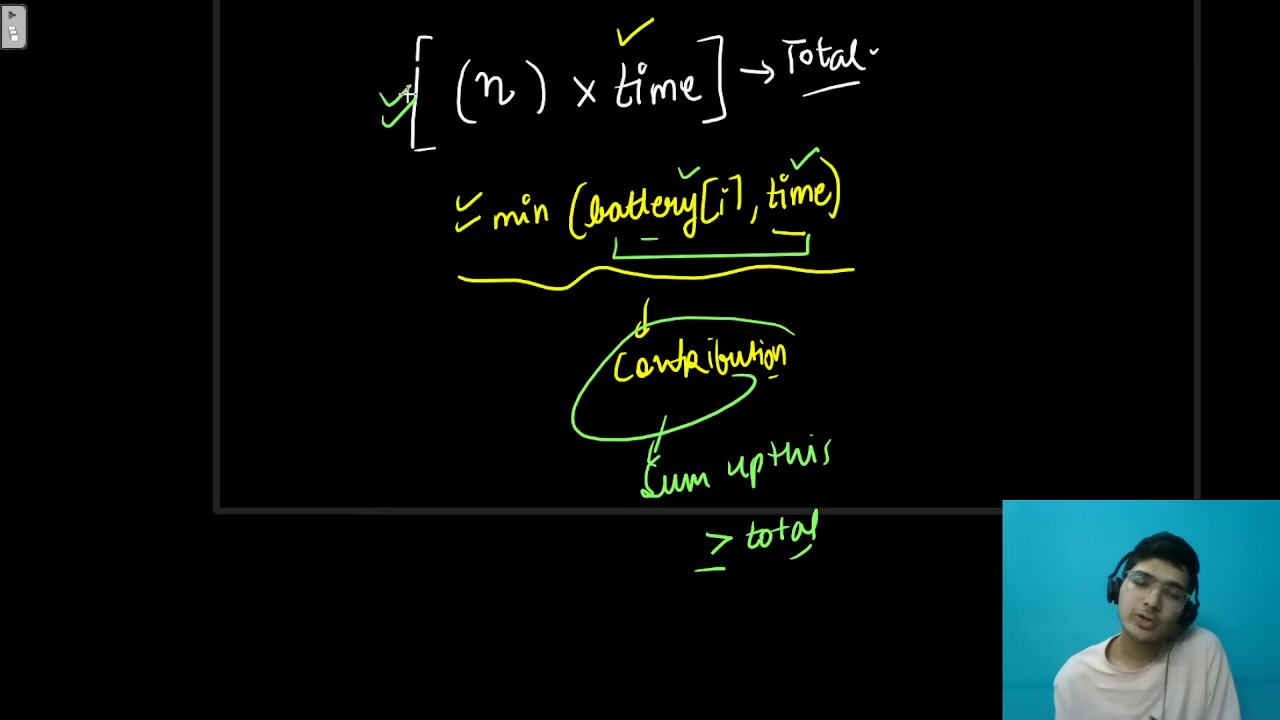 [ (n) × time ] → Total
min (battery[i], time)
Contribution
Sum up this
≥ total